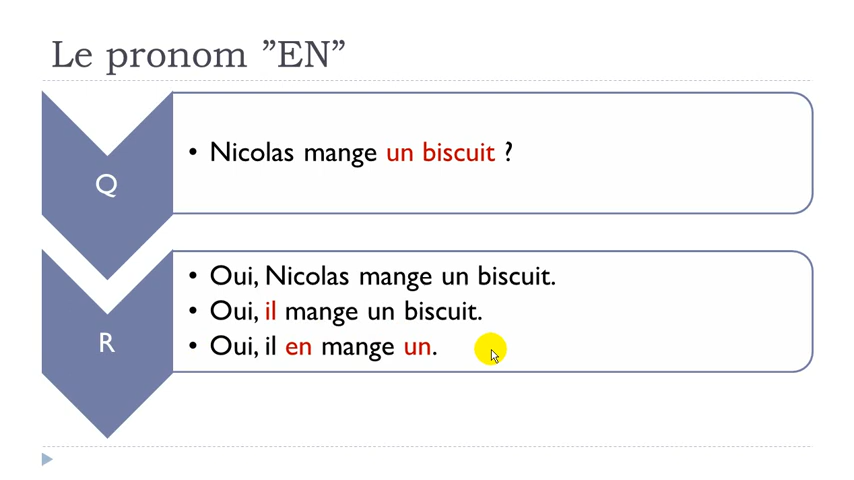 Le pronom ”EN”
Q
• Nicolas mange un biscuit ?
R
• Oui, Nicolas mange un biscuit.
• Oui, il mange un biscuit.
• Oui, il en mange un.